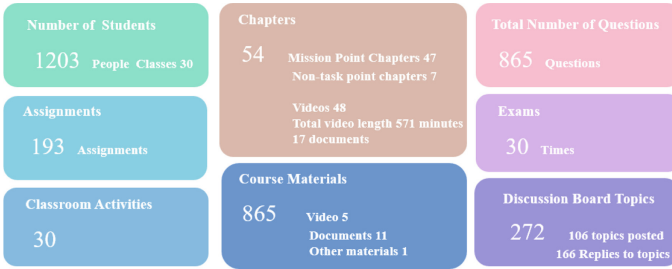 Number of Students
1203 People Classes 30
Assignments
193 Assignments
Classroom Activities
30
Chapters
54 Mission Point Chapters 47
Non-task point chapters 7
Videos 48
Total video length 571 minutes
17 documents
Course Materials
865 Video 5
Documents 11
Other materials 1
Total Number of Questions
865 Questions
Exams
30 Times
Discussion Board Topics
272 106 topics posted
166 Replies to topics